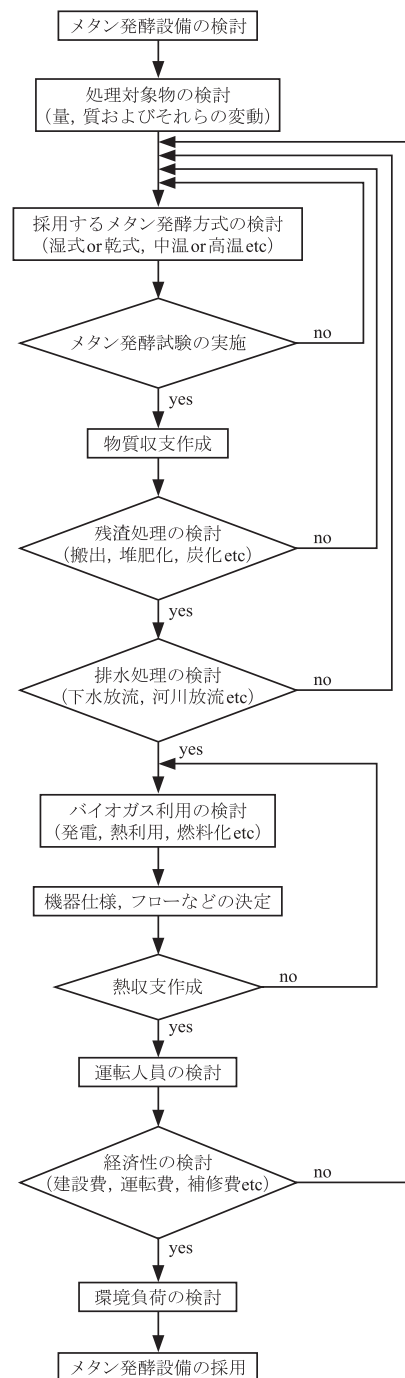 メタン発酵設備の検討
処理対象物の検討
（量，質およびそれらの変動）
採用するメタン発酵方式の検討
（湿式or乾式，中温or高温etc）
メタン発酵試験の実施
no
yes
物質収支作成
残渣処理の検討
（搬出，堆肥化，炭化etc）
no
yes
排水処理の検討
（下水放流，河川放流etc）
no
yes
バイオガス利用の検討
（発電，熱利用，燃料化etc）
機器仕様，フローなどの決定
熱収支作成
no
yes
運転人員の検討
経済性の検討
（建設費，運転費，補修費etc）
no
yes
環境負荷の検討
メタン発酵設備の採用